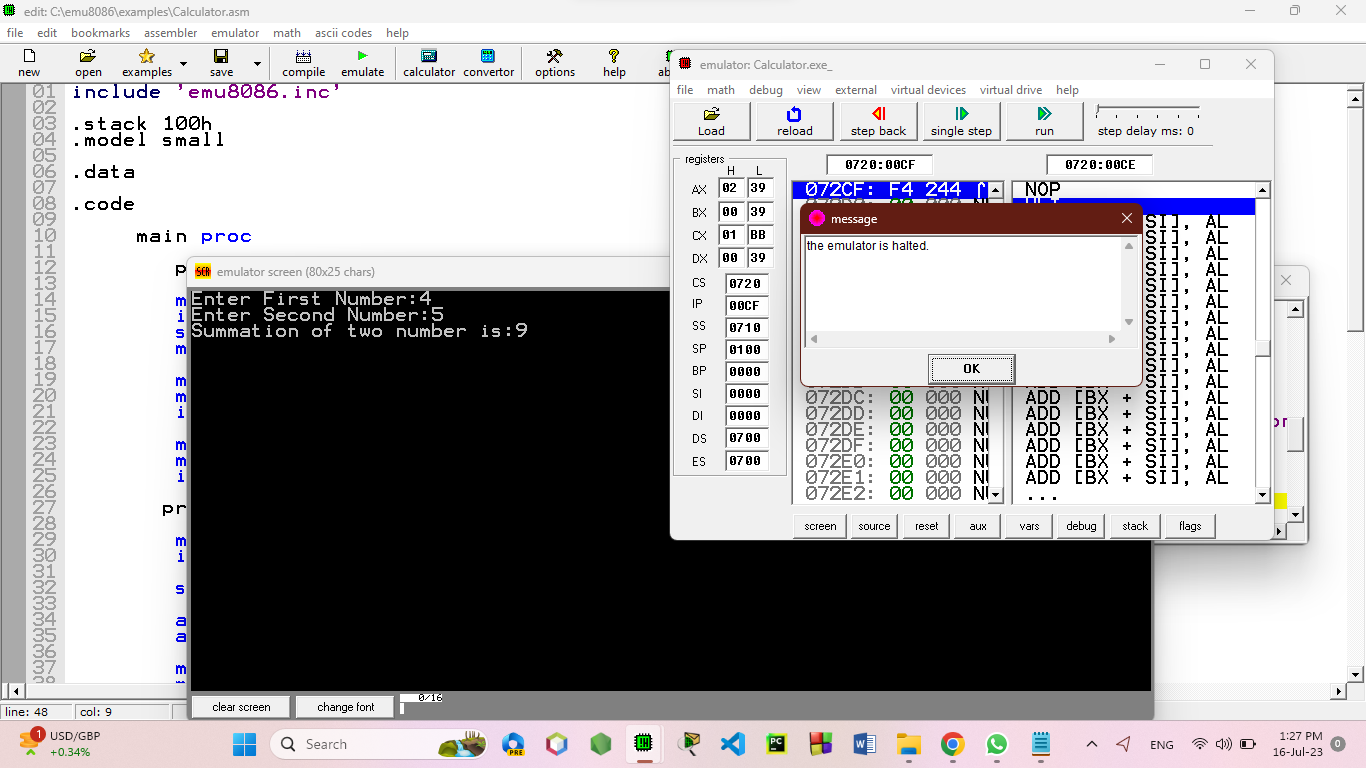 edit: C:\emu8086\examples\Calculator.asm
file edit bookmarks assembler emulator math ascii codes help
new open examples save compile emulate calculator convertor options help ab
01 include 'emu8086.inc'
02
03 .stack 100h
04 .model small
05
06 .data
07
08 .code
09
10 main proc
11
12 p
13
14 m
15 i
16 s
17 m
18
19 m
20 m
21 i
22
23 m
24 m
25 i
26
27 pr
28
29 m
30 i
31
32 s
33
34 a
35 a
36
37 m
38
line: 48 col: 9
emulator screen (80x25 chars)
Enter First Number:4
Enter Second Number:5
Summation of two number is:9
clear screen change font 0/16
emulator: Calculator.exe_
file math debug view external virtual devices virtual drive help
Load reload step back single step run step delay ms: 0
registers 0720:00CF 0720:00CE
H L
AX 02 39
BX 00 39
CX 01 BB
DX 00 39
CS 0720
IP 00CF
SS 0710
SP 0100
BP 0000
SI 0000
DI 0000
DS 0700
ES 0700
072CF: F4 244
072DC: 00 000 NU
072DD: 00 000 NU
072DE: 00 000 NU
072DF: 00 000 NU
072E0: 00 000 NU
072E1: 00 000 NU
072E2: 00 000 NU
NOP
HLT
SI], AL
SI], AL
SI], AL
SI], AL
SI], AL
SI], AL
SI], AL
SI], AL
SI], AL
SI], AL
SI], AL
ADD [BX + SI], AL
ADD [BX + SI], AL
ADD [BX + SI], AL
ADD [BX + SI], AL
ADD [BX + SI], AL
ADD [BX + SI], AL
...
message
the emulator is halted.
OK
screen source reset aux vars debug stack flags
1 USD/GBP
+0.34%
Search
PRE
PC
ENG
1:27 PM
16-Jul-23
0